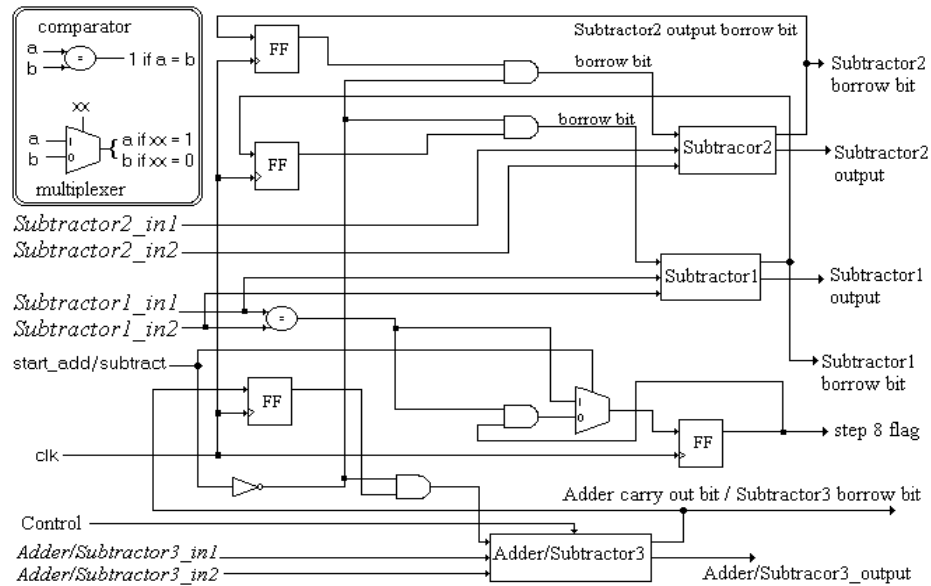 comparator
a
b
=
1 if a = b
xx
a
b
1
0
a if xx = 1
b if xx = 0
multiplexer
FF
Subtractor2 output borrow bit
borrow bit
Subtractor2
borrow bit
FF
borrow bit
Subtracor2
Subtractor2
output
Subtractor2_in1
Subtractor2_in2
Subtractor1
Subtractor1
output
Subtractor1_in1
Subtractor1_in2
=
start_add/subtract
Subtractor1
borrow bit
FF
1
0
FF
step 8 flag
clk
Adder carry out bit / Subtractor3 borrow bit
Control
Adder/Subtractor3_in1
Adder/Subtractor3_in2
Adder/Subtractor3
Adder/Subracor3_output